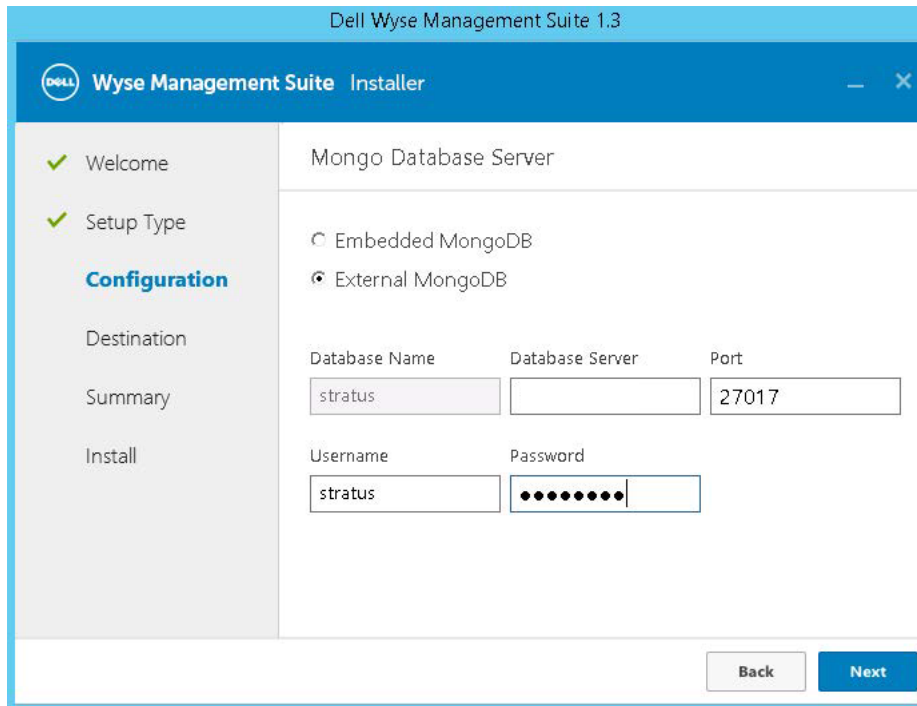 Dell Wyse Management Suite 1.3
DELL Wyse Management Suite Installer
Welcome
Mongo Database Server
Setup Type
Embedded MongoDB
Configuration
External MongoDB
Destination
Database Name Database Server Port
Summary
stratus 27017
Install
Username Password
stratus ●●●●●●●●
Back Next